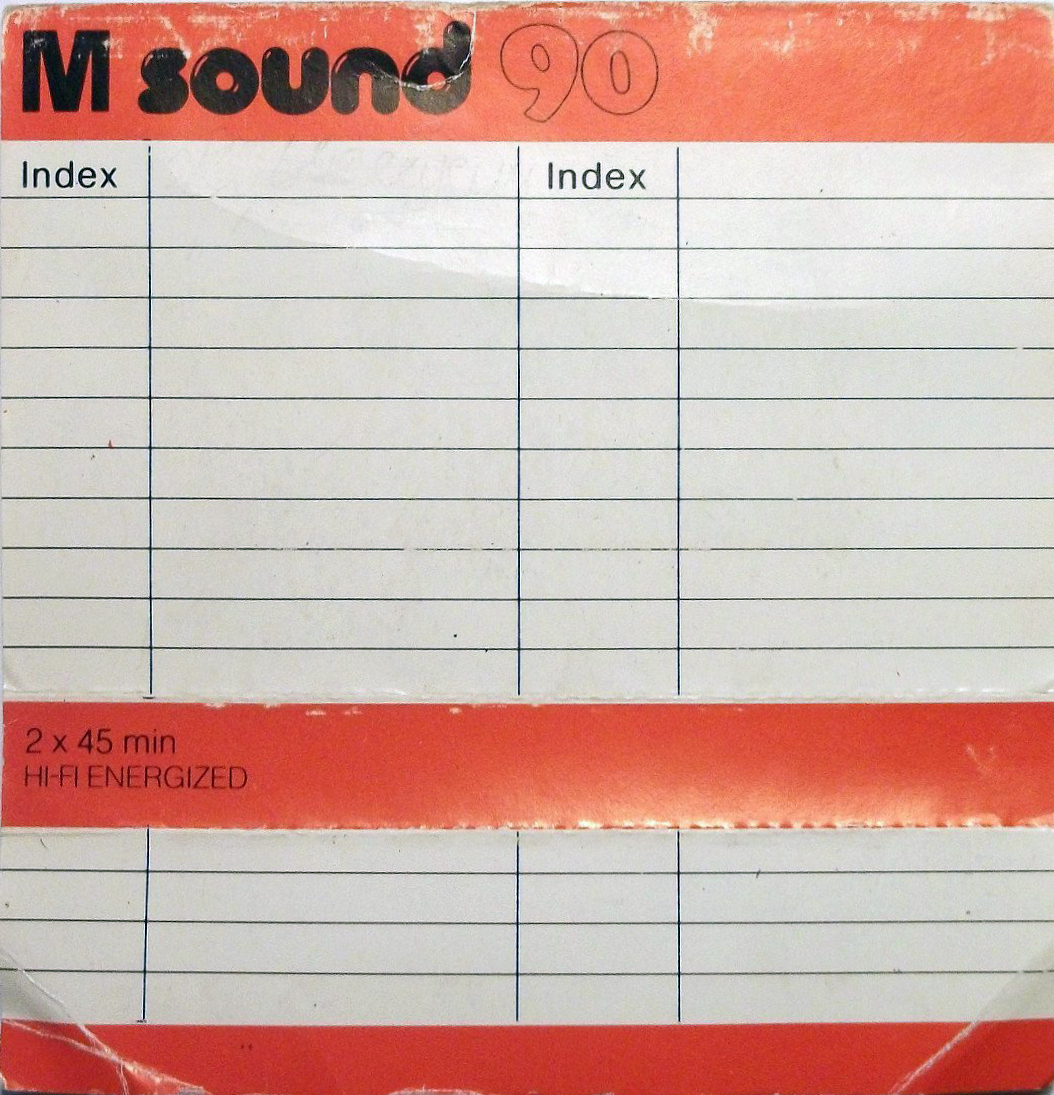 M sound 90
Index Index
2 x 45 min
HI-FI ENERGIZED